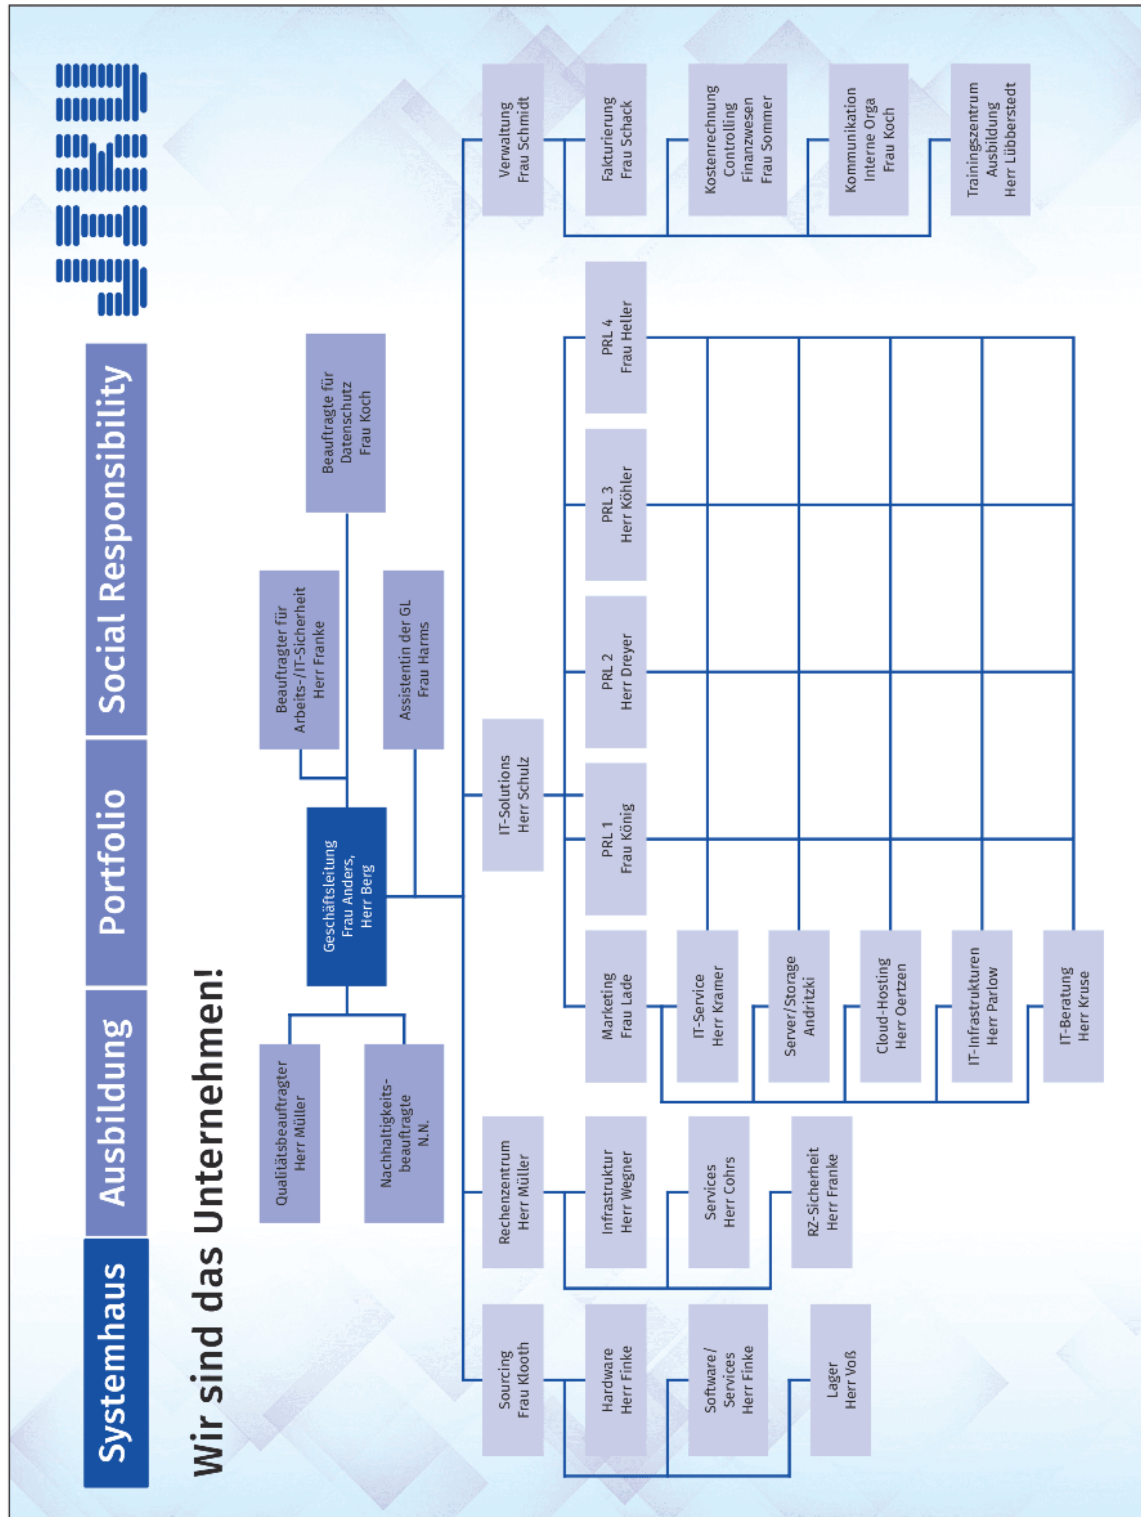 JIKU
Systemhaus
Ausbildung
Portfolio
Social Responsibility
Wir sind das Unternehmen!
Qualitätsbeauftragter
Herr Müller
Nachhaltigkeits-
beauftragte
N.N.
Geschäftsleitung
Frau Anders,
Herr Berg
Beauftragter für
Arbeits-/IT-Sicherheit
Herr Franke
Beauftragte für
Datenschutz
Frau Koch
Assistentin der GL
Frau Harms
Sourcing
Frau Klooth
Hardware
Herr Finke
Software/
Services
Herr Finke
Lager
Herr Voß
Rechenzentrum
Herr Müller
Infrastruktur
Herr Wegner
Services
Herr Cohrs
RZ-Sicherheit
Herr Franke
IT-Solutions
Herr Schulz
Marketing
Frau Lade
PRL 1
Frau König
PRL 2
Herr Dreyer
PRL 3
Herr Köhler
PRL 4
Frau Heller
IT-Service
Herr Kramer
Server/Storage
Andritzki
Cloud-Hosting
Herr Oertzen
IT-Infrastrukturen
Herr Parlow
IT-Beratung
Herr Kruse
Verwaltung
Frau Schmidt
Fakturierung
Frau Schack
Kostenrechnung
Controlling
Finanzwesen
Frau Sommer
Kommunikation
Interne Orga
Frau Koch
Trainingszentrum
Ausbildung
Herr Lübberstedt